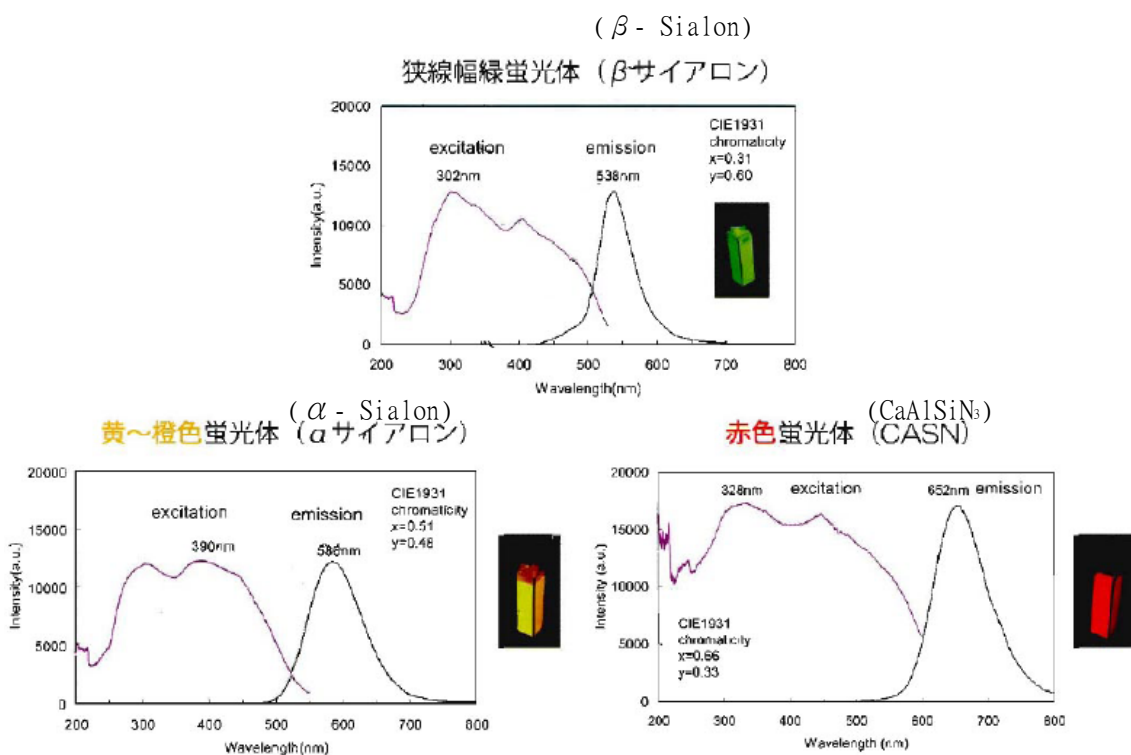 (β- Sialon)
狭線幅緑蛍光体 (βサイアロン)
20000
15000
10000
5000
0
Intensity(a.u.)
excitation
302nm
emission
538nm
CIE1931
chromaticity
x=0.31
y=0.60
200 300 400 500 600 700 800
Wavelength(nm)
(α- Sialon)
黄〜橙色蛍光体 (αサイアロン)
20000
15000
10000
5000
0
Intensity(a.u.)
excitation
390nm
emission
586nm
CIE1931
chromaticity
x=0.51
y=0.48
200 300 400 500 600 700 800
Wavelength(nm)
(CaAlSiN₃)
赤色蛍光体 (CASN)
20000
15000
10000
5000
0
Intensity (a.u.)
328nm excitation
652nm emission
CIE1931
chromaticity
x=0.66
y=0.33
200 300 400 500 600 700 800
Wavelength (nm)